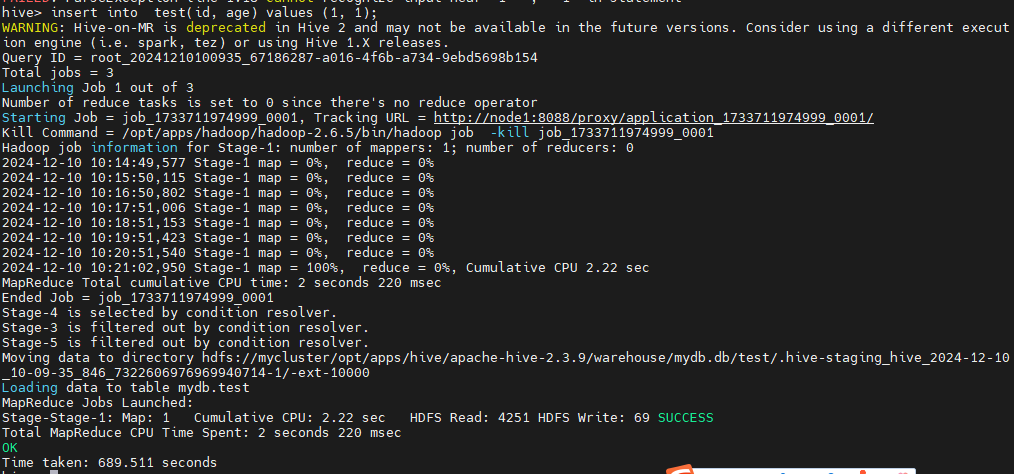 hive> insert into  test(id, age) values (1, 1);
WARNING: Hive-on-MR is deprecated in Hive 2 and may not be available in the future versions. Consider using a different execut
ion engine (i.e. spark, tez) or using Hive 1.X releases.
Query ID = root_20241210100935_67186287-a016-4f6b-a734-9ebd5698b154
Total jobs = 3
Launching Job 1 out of 3
Number of reduce tasks is set to 0 since there's no reduce operator
Starting Job = job_1733711974999_0001, Tracking URL = http://node1:8088/proxy/application_1733711974999_0001/
Kill Command = /opt/apps/hadoop/hadoop-2.6.5/bin/hadoop job  -kill job_1733711974999_0001
Hadoop job information for Stage-1: number of mappers: 1; number of reducers: 0
2024-12-10 10:14:49,577 Stage-1 map = 0%,  reduce = 0%
2024-12-10 10:15:50,115 Stage-1 map = 0%,  reduce = 0%
2024-12-10 10:16:50,802 Stage-1 map = 0%,  reduce = 0%
2024-12-10 10:17:51,006 Stage-1 map = 0%,  reduce = 0%
2024-12-10 10:18:51,153 Stage-1 map = 0%,  reduce = 0%
2024-12-10 10:19:51,423 Stage-1 map = 0%,  reduce = 0%
2024-12-10 10:20:51,540 Stage-1 map = 0%,  reduce = 0%
2024-12-10 10:21:02,950 Stage-1 map = 100%,  reduce = 0%, Cumulative CPU 2.22 sec
MapReduce Total cumulative CPU time: 2 seconds 220 msec
Ended Job = job_1733711974999_0001
Stage-4 is selected by condition resolver.
Stage-3 is filtered out by condition resolver.
Stage-5 is filtered out by condition resolver.
Moving data to directory hdfs://mycluster/opt/apps/hive/apache-hive-2.3.9/warehouse/mydb.db/test/.hive-staging_hive_2024-12-10
_10-09-35_846_7322606976969940714-1/-ext-10000
Loading data to table mydb.test
MapReduce Jobs Launched:
Stage-Stage-1: Map: 1   Cumulative CPU: 2.22 sec   HDFS Read: 4251 HDFS Write: 69 SUCCESS
Total MapReduce CPU Time Spent: 2 seconds 220 msec
OK
Time taken: 689.511 seconds